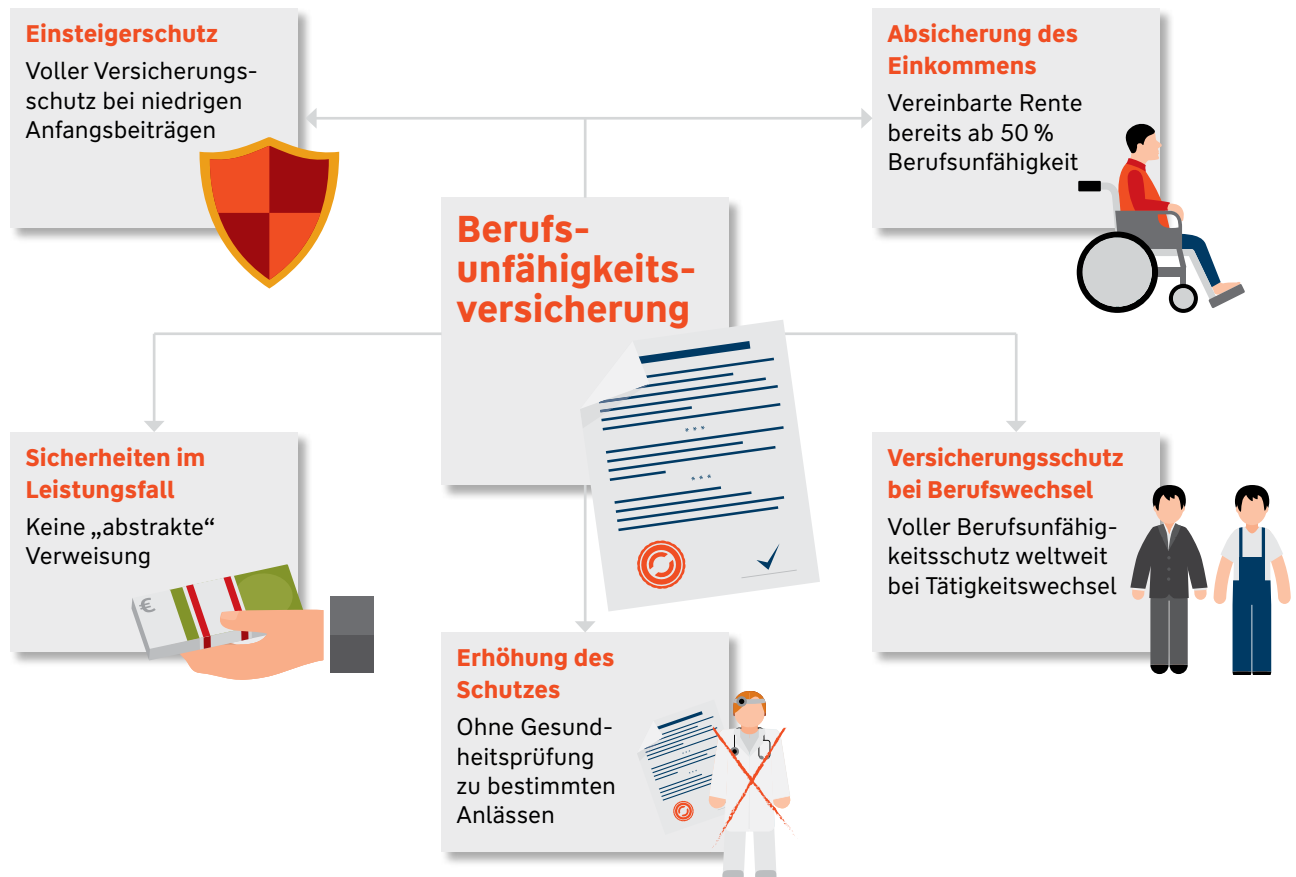 Einsteigerschutz
Voller Versicherungs-
schutz bei niedrigen
Anfangsbeiträgen
Absicherung des
Einkommens
Vereinbarte Rente
bereits ab 50 %
Berufsunfähigkeit
Berufs-
unfähigkeits-
versicherung
Sicherheiten im
Leistungsfall
Keine „abstrakte“
Verweisung
€
Versicherungsschutz
bei Berufswechsel
Voller Berufsunfähig-
keitsschutz weltweit
bei Tätigkeitswechsel
Erhöhung des
Schutzes
Ohne Gesund-
heitsprüfung
zu bestimmten
Anlässen